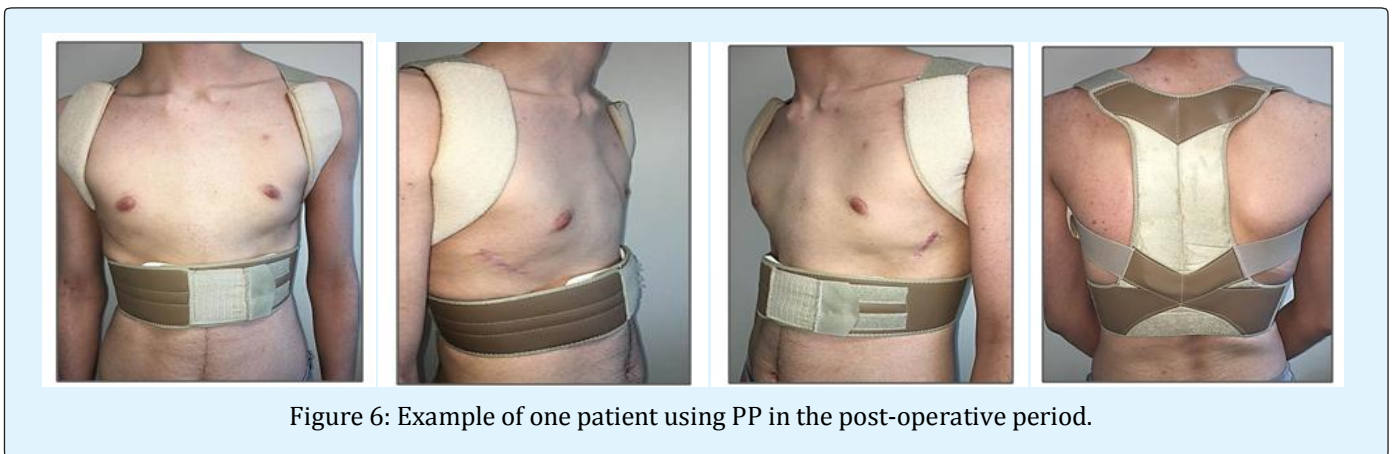 Figure 6: Example of one patient using PP in the post-operative period.